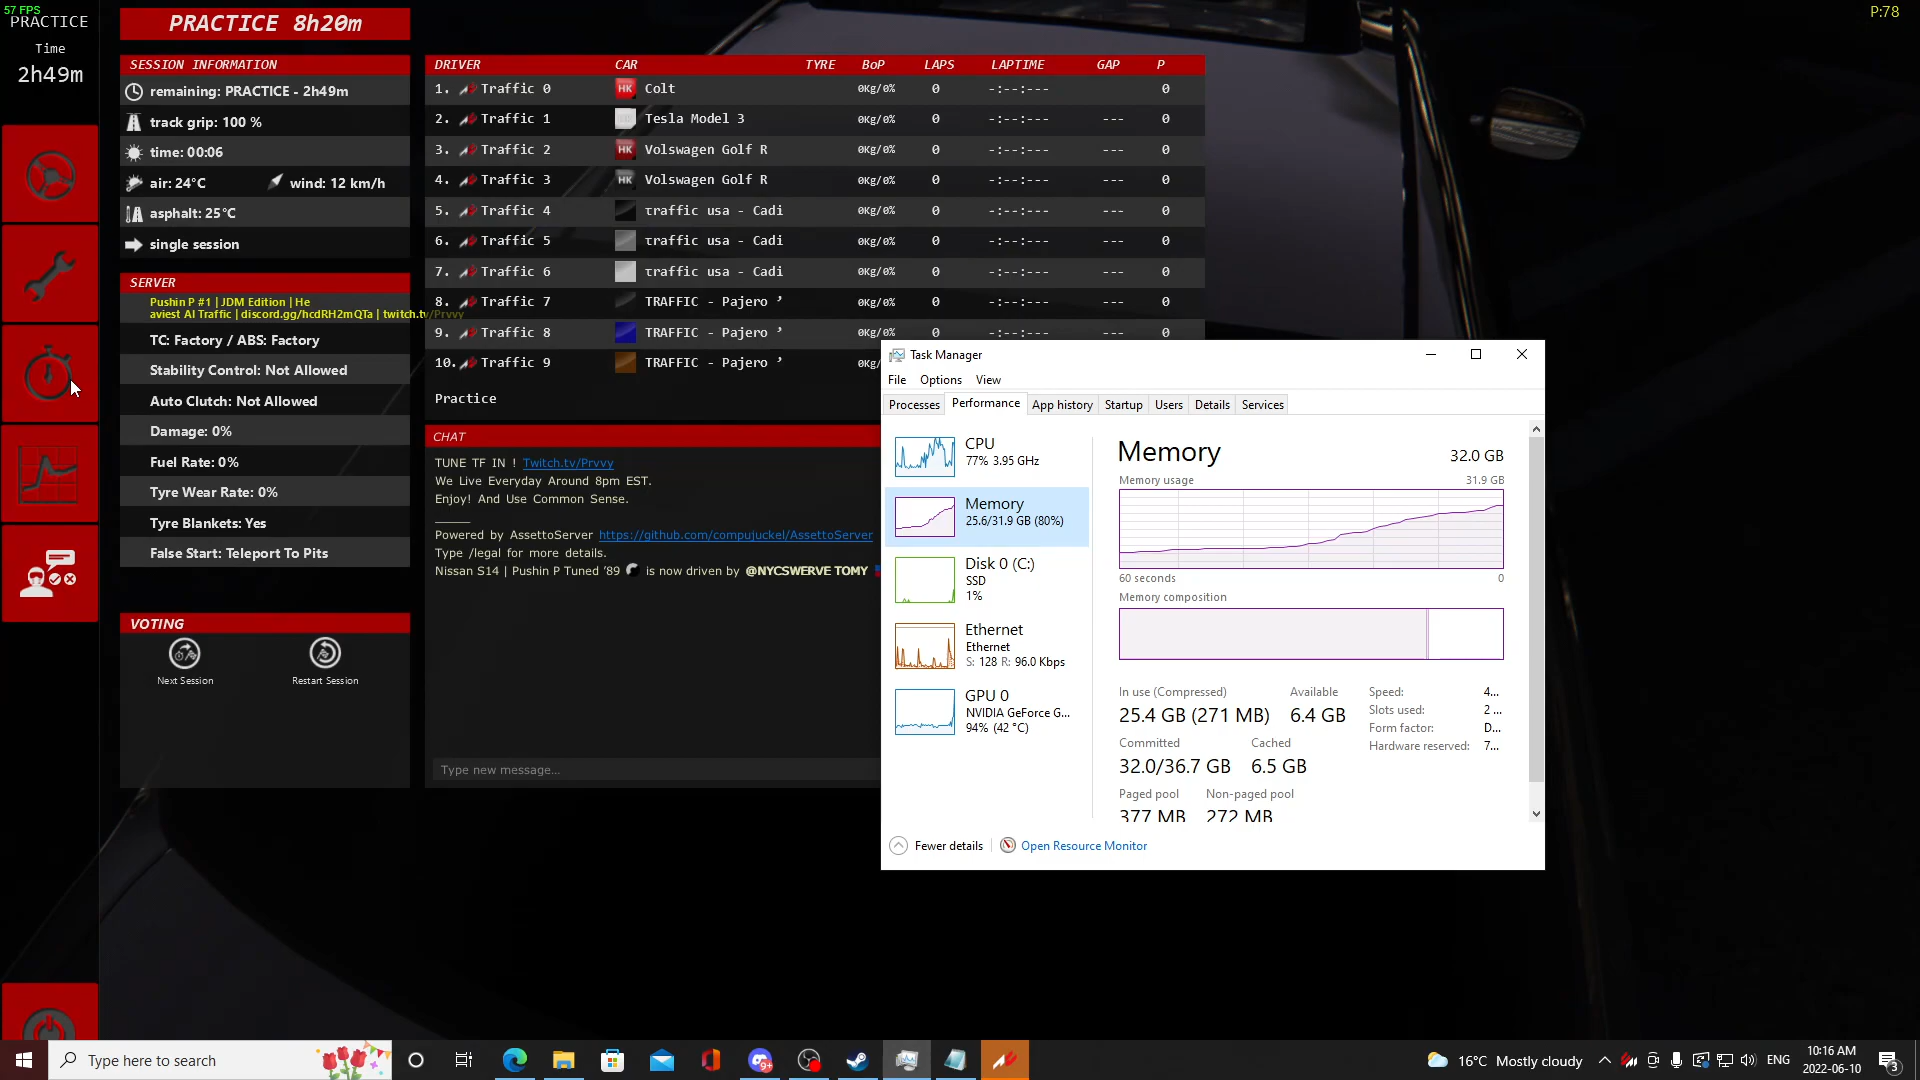 57 FPS
PRACTICE
Time
2h49m
P:78
PRACTICE 8h20m
SESSION INFORMATION
remaining: PRACTICE - 2h49m
track grip: 100 %
time: 00:06
air: 24°C wind: 12 km/h
asphalt: 25°C
single session
SERVER
Pushin P #1 | JDM Edition | He
aviest AI Traffic | discord.gg/hcdRH2mQTa | twitch.tv/Prvvy
TC: Factory / ABS: Factory
Stability Control: Not Allowed
Auto Clutch: Not Allowed
Damage: 0%
Fuel Rate: 0%
Tyre Wear Rate: 0%
Tyre Blankets: Yes
False Start: Teleport To Pits
VOTING
Next Session
Restart Session
DRIVER CAR TYRE BoP LAPS LAPTIME GAP P
1. Traffic 0 HK Colt 0Kg/0% 0 -:--:--- 0
2. Traffic 1 Tesla Model 3 0Kg/0% 0 -:--:--- --- 0
3. Traffic 2 HK Volswagen Golf R 0Kg/0% 0 -:--:--- --- 0
4. Traffic 3 HK Volswagen Golf R 0Kg/0% 0 -:--:--- --- 0
5. Traffic 4 traffic usa - Cadi 0Kg/0% 0 -:--:--- --- 0
6. Traffic 5 traffic usa - Cadi 0Kg/0% 0 -:--:--- --- 0
7. Traffic 6 traffic usa - Cadi 0Kg/0% 0 -:--:--- --- 0
8. Traffic 7 TRAFFIC - Pajero ' 0Kg/0% 0 -:--:--- --- 0
9. Traffic 8 TRAFFIC - Pajero ' 0Kg/0% 0 -:--:--- --- 0
10. Traffic 9 TRAFFIC - Pajero ' 0Kg/0%
Practice
CHAT
TUNE TF IN ! Twitch.tv/Prvvy
We Live Everyday Around 8pm EST.
Enjoy! And Use Common Sense.
_____
Powered by AssettoServer https://github.com/compujuckel/AssettoServer
Type /legal for more details.
Nissan S14 | Pushin P Tuned '89 is now driven by @NYCSWERVE TOMY
Type new message...
Task Manager
File Options View
Processes Performance App history Startup Users Details Services
CPU
77% 3.95 GHz
Memory
25.6/31.9 GB (80%)
Disk 0 (C:)
SSD
1%
Ethernet
Ethernet
S: 128 R: 96.0 Kbps
GPU 0
NVIDIA GeForce G...
94% (42 °C)
Memory 32.0 GB
Memory usage 31.9 GB
60 seconds 0
Memory composition
In use (Compressed) Available
25.4 GB (271 MB) 6.4 GB
Committed Cached
32.0/36.7 GB 6.5 GB
Paged pool Non-paged pool
377 MB 272 MB
Speed: 4...
Slots used: 2 ...
Form factor: D...
Hardware reserved: 7...
Fewer details Open Resource Monitor
Type here to search
9+
16°C Mostly cloudy
ENG
10:16 AM
2022-06-10
3